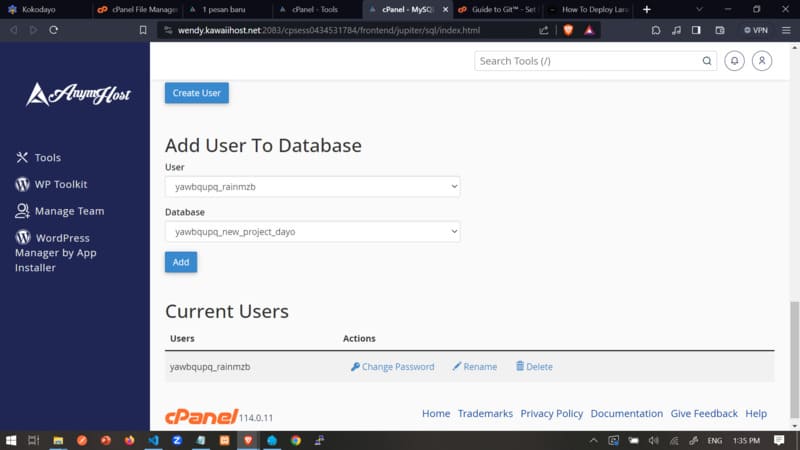 Kokodayo
cPanel File Manager
1 pesan baru
cPanel - Tools
cPanel - MySQL
Guide to Git™ - Set
How To Deploy Lara
wendy.kawaiihost.net:2083/cpsess0434531784/frontend/jupiter/sql/index.html
VPN
AnymHost
Search Tools (/)
Tools
WP Toolkit
Manage Team
WordPress
Manager by App
Installer
Create User
Add User To Database
User
yawbqupq_rainmzb
Database
yawbqupq_new_project_dayo
Add
Current Users
Users
Actions
yawbqupq_rainmzb
Change Password
Rename
Delete
cPanel 114.0.11
Home
Trademarks
Privacy Policy
Documentation
Give Feedback
Help
ENG
1:35 PM